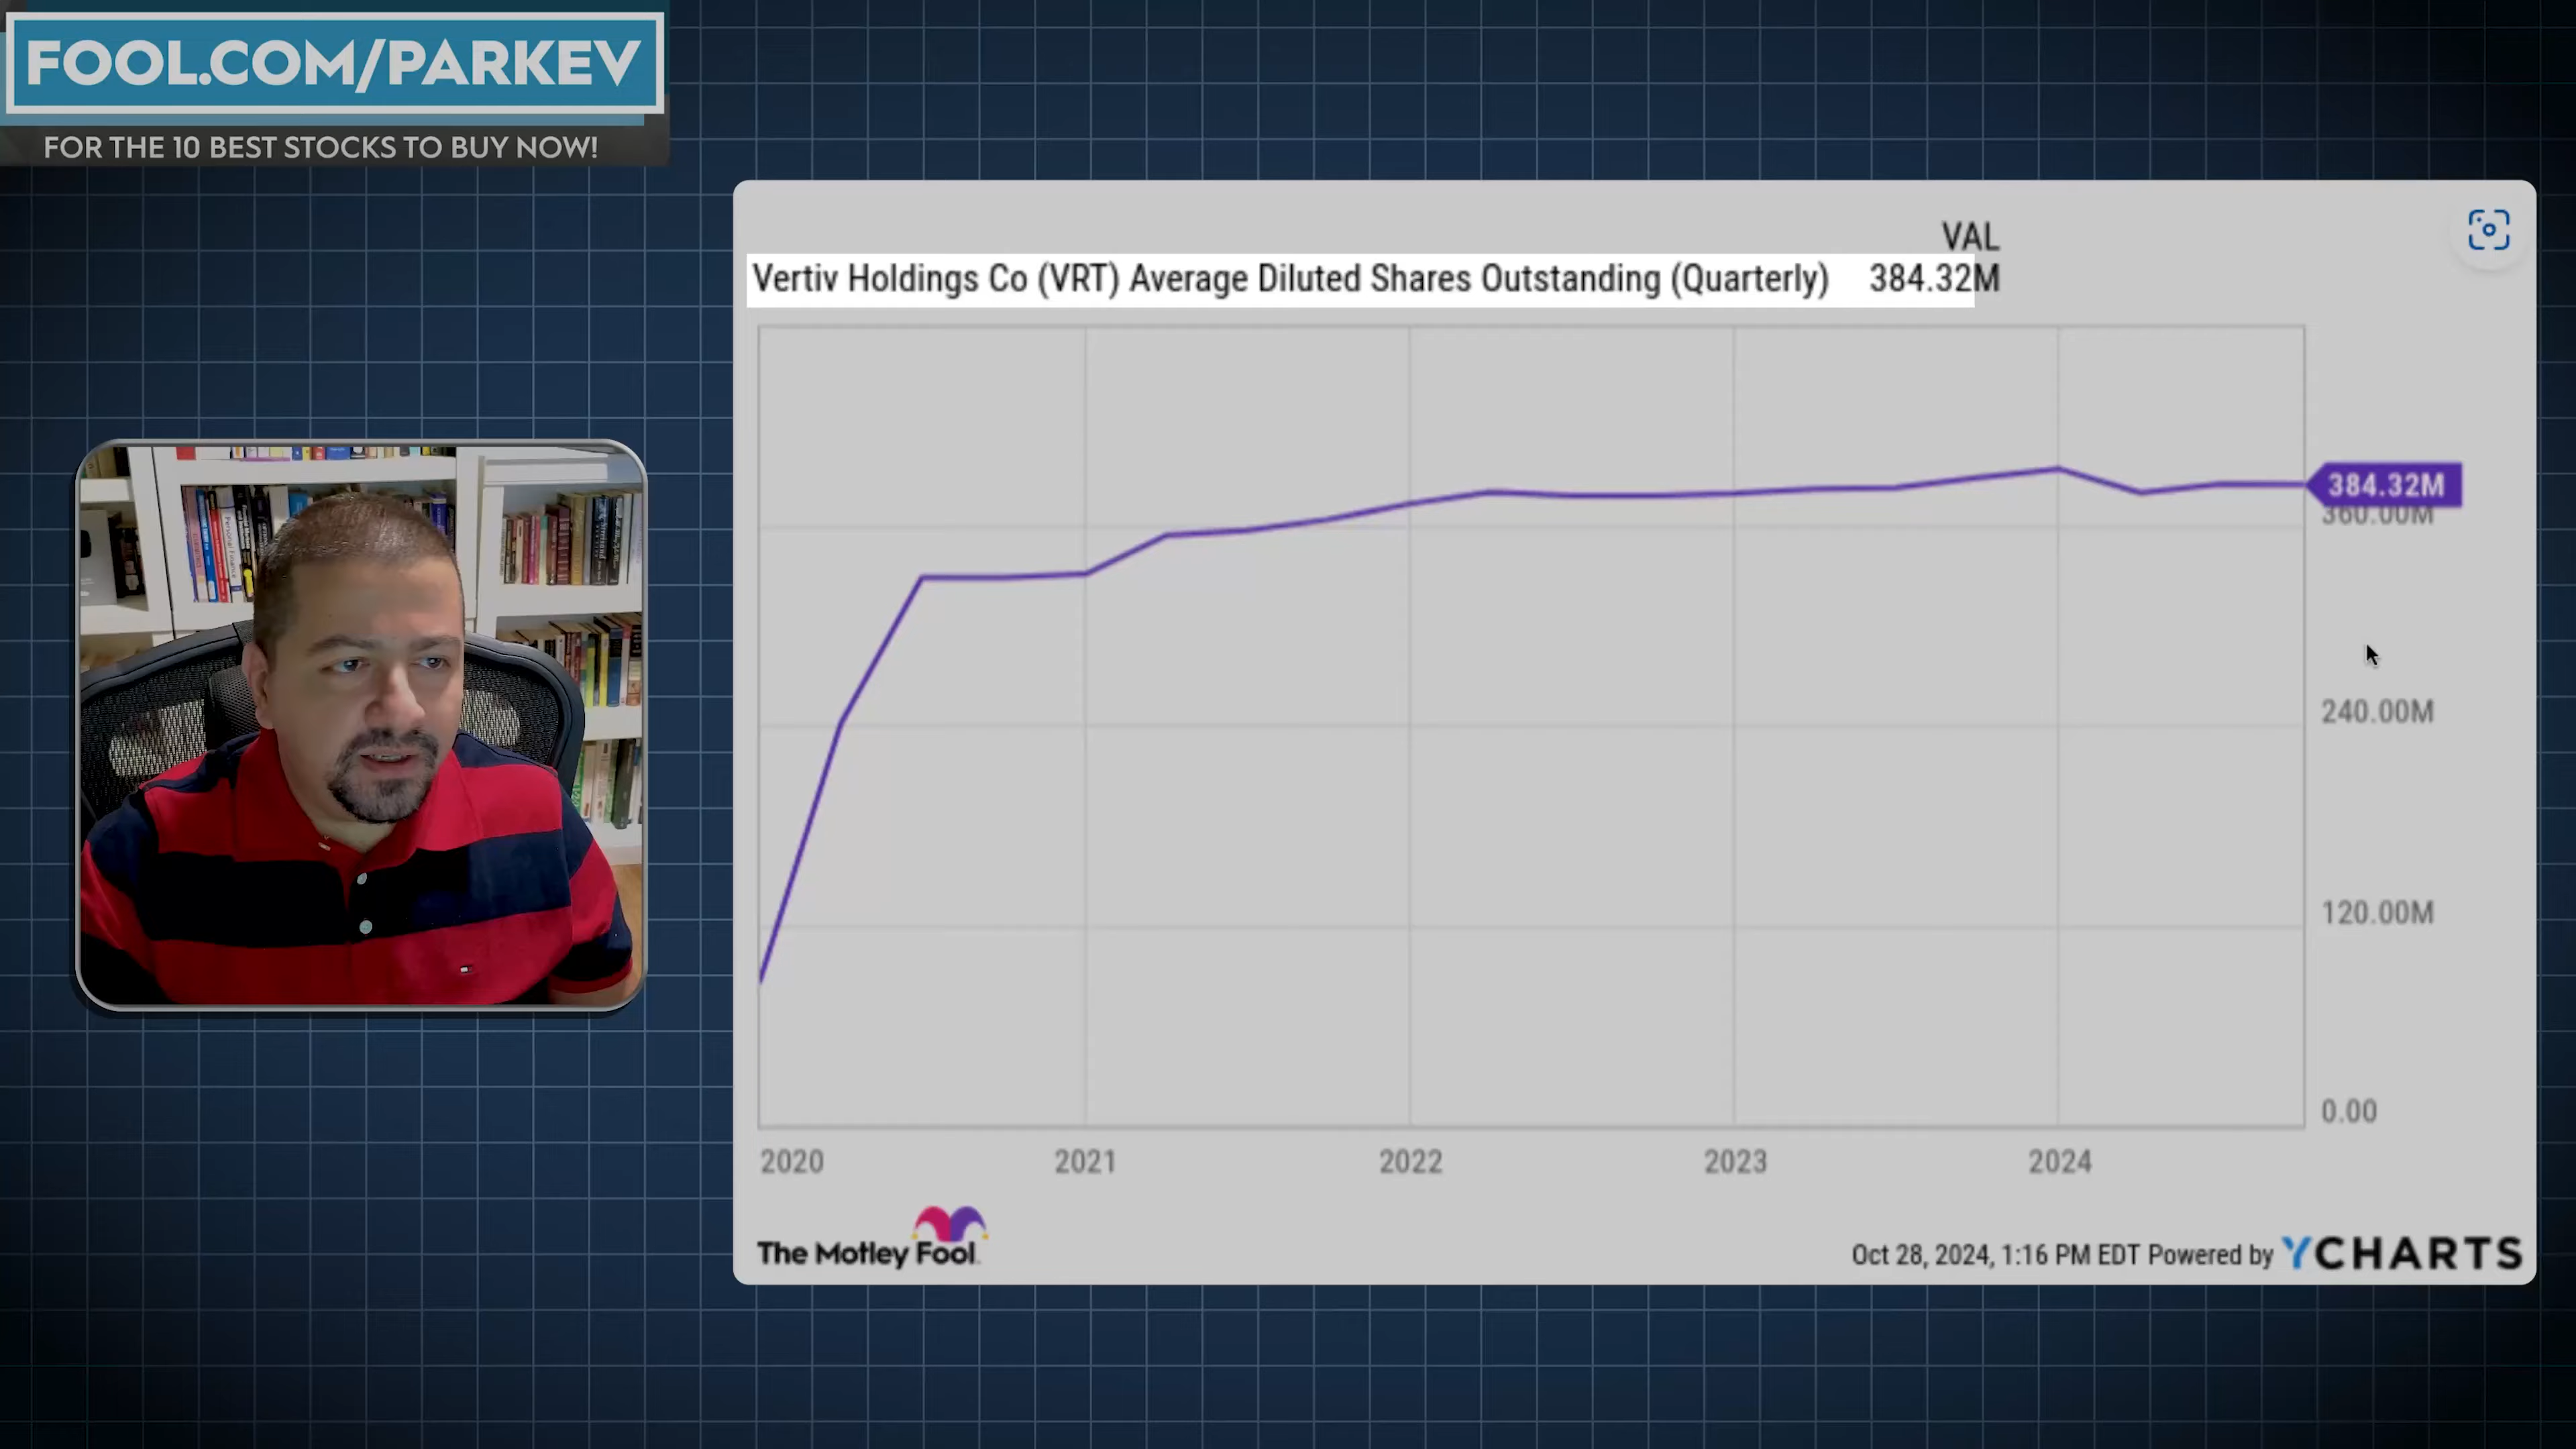 FOOL.COM/PARKEV
FOR THE 10 BEST STOCKS TO BUY NOW!
VAL
Vertiv Holdings Co (VRT) Average Diluted Shares Outstanding (Quarterly) 384.32M
384.32M
360.00M
240.00M
120.00M
0.00
2020 2021 2022 2023 2024
The Motley Fool
Oct 28, 2024, 1:16 PM EDT Powered by YCHARTS